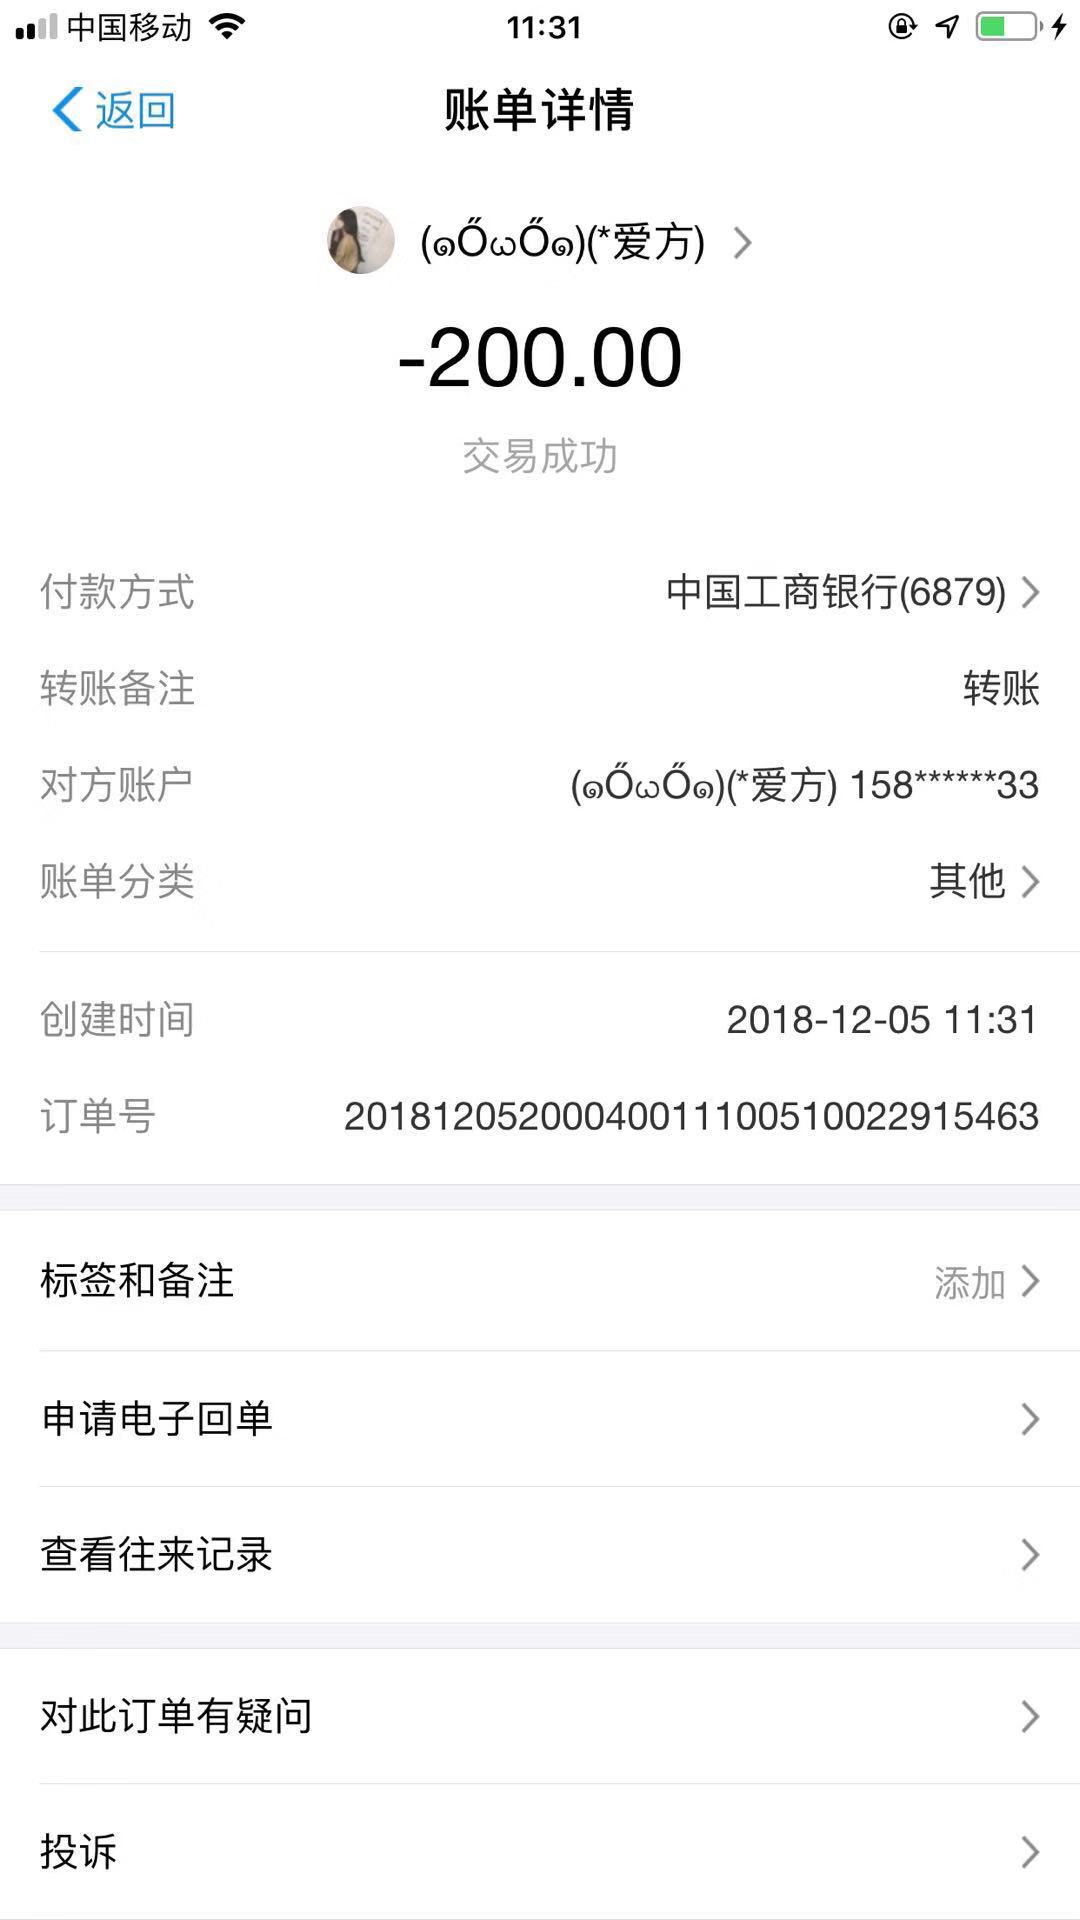 中国移动 11:31
返回 账单详情
(๑Őω Ő๑)(*爱方)
-200.00
交易成功
付款方式 中国工商银行(6879)
转账备注 转账
对方账户 (๑ŐωŐ๑)(*爱方) 158******33
账单分类 其他
创建时间 2018-12-05 11:31
订单号 20181205200040011100510022915463
标签和备注 添加
申请电子回单
查看往来记录
对此订单有疑问
投诉